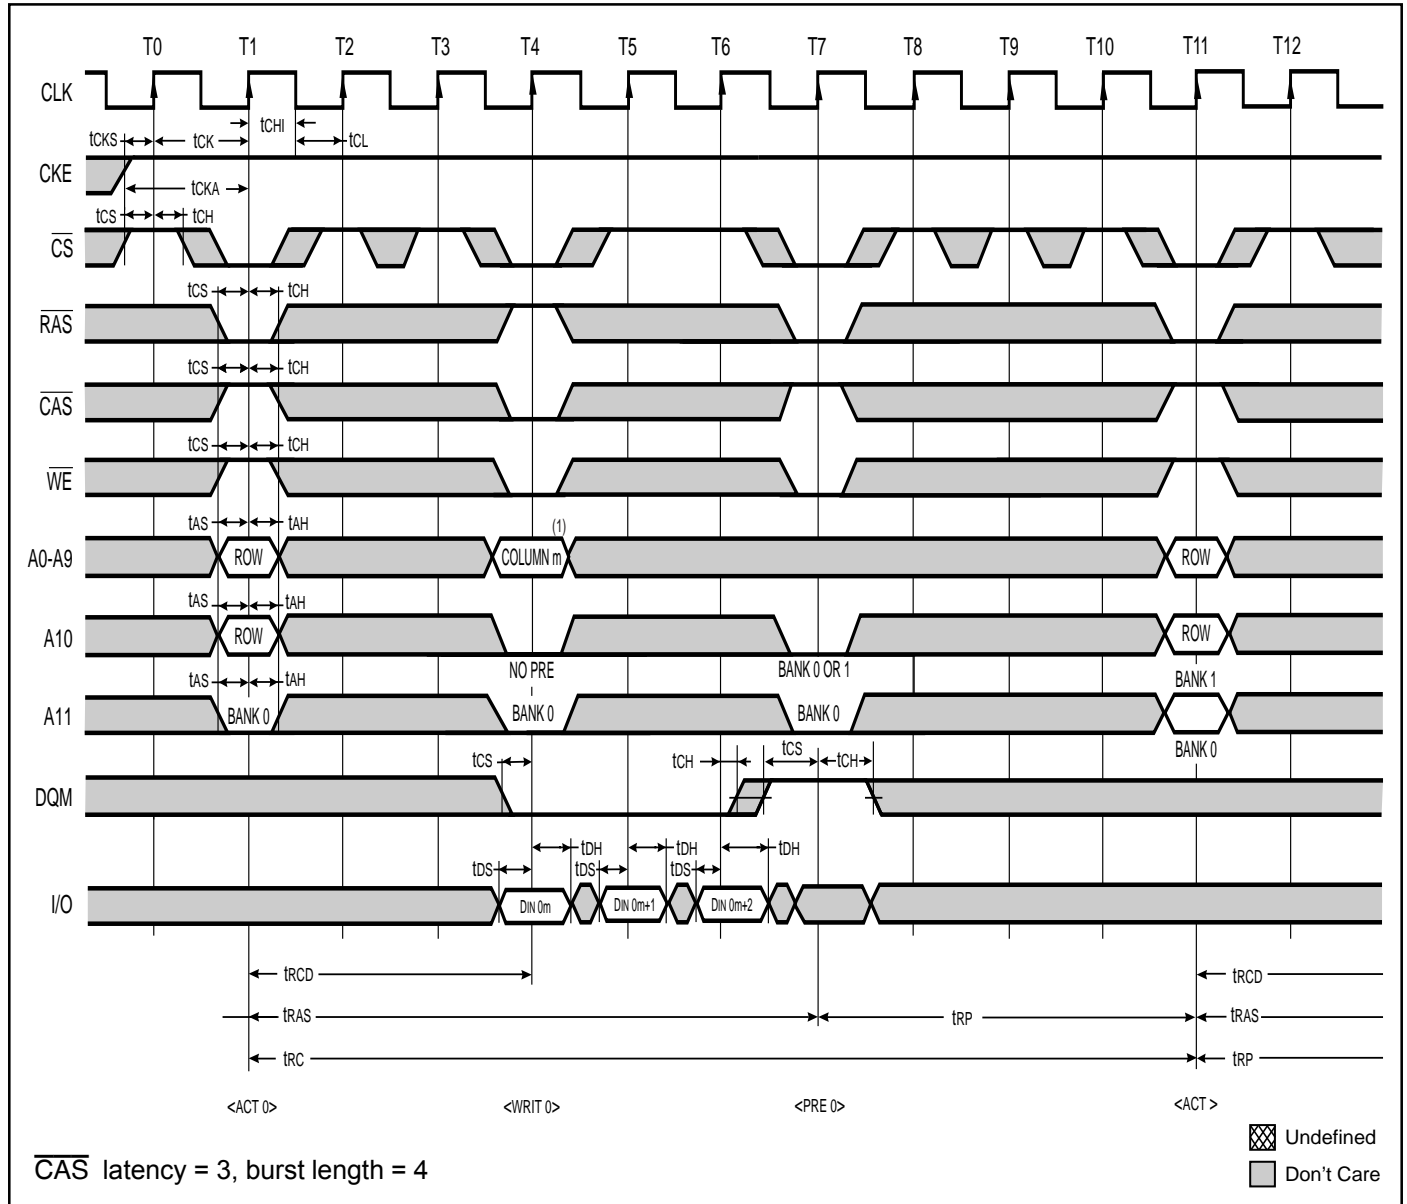 T0 T1 T2 T3 T4 T5 T6 T7 T8 T9 T10 T11 T12
CLK
tCHI
tCKS tCK tCL
CKE
tCKA
tCS tCH
CS
tCS tCH
RAS
tCS tCH
CAS
tCS tCH
WE
tAS tAH (1)
A0-A9 ROW COLUMN m ROW
tAS tAH
A10 ROW ROW
NO PRE BANK 0 OR 1
tAS tAH BANK 1
A11 BANK 0 BANK 0 BANK 0
BANK 0
tCS tCH tCS tCH
DQM
tDH tDH tDH
tDS tDS tDS
I/O DIN 0m DIN 0m+1 DIN 0m+2
tRCD tRCD
tRAS tRP tRAS
tRC tRP
<ACT 0> <WRIT 0> <PRE 0> <ACT >
Undefined
CAS latency = 3, burst length = 4
Don't Care